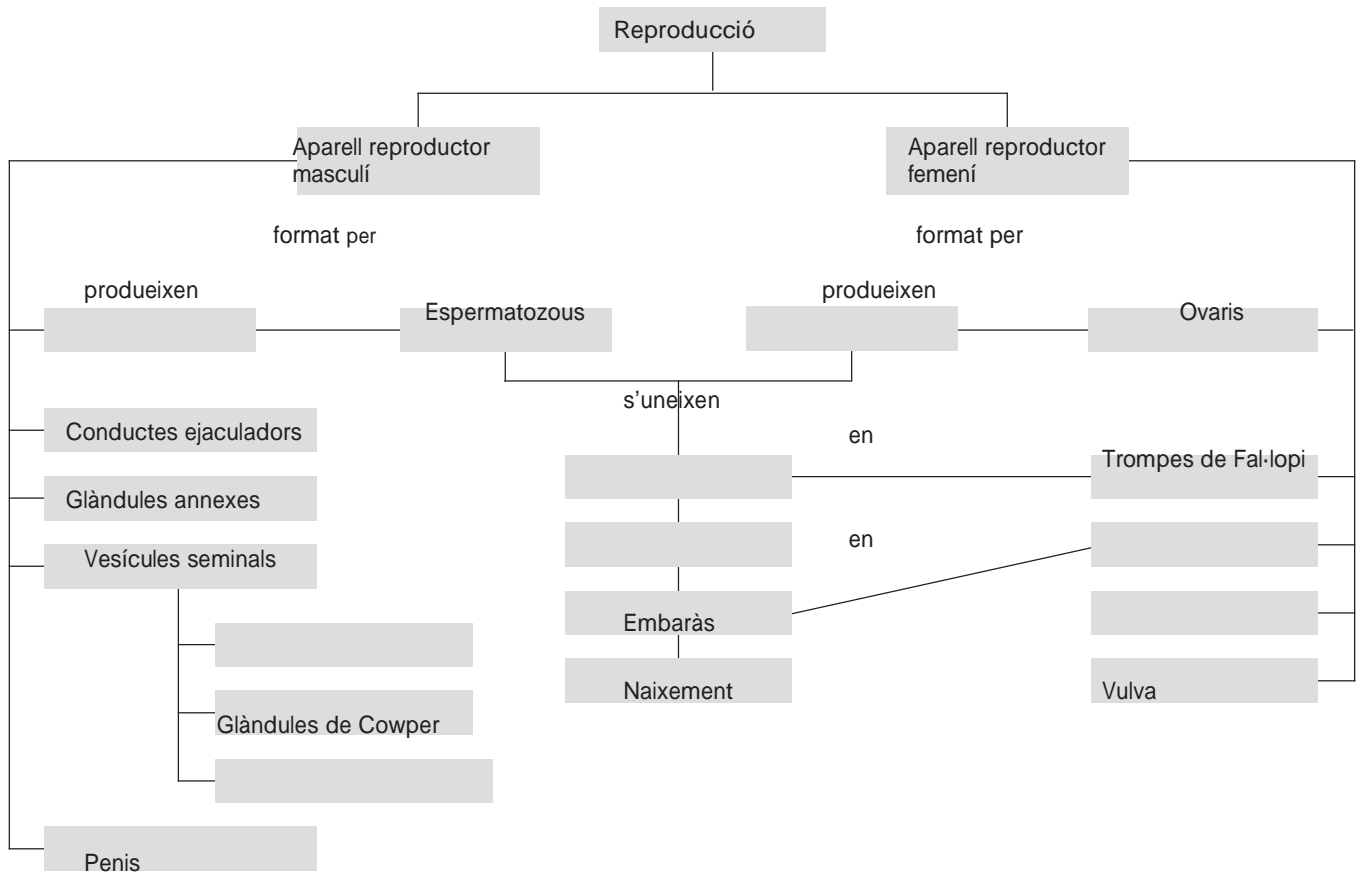 Reproducció
Aparell reproductor
masculí
Aparell reproductor
femení
format per
format per
produeixen
produeixen
Espermatozous
Ovaris
s'uneixen
Conductes ejaculadors
en
Trompes de Fal·lopi
Glàndules annexes
en
Vesícules seminals
Embaràs
Naixement
Vulva
Glàndules de Cowper
Penis